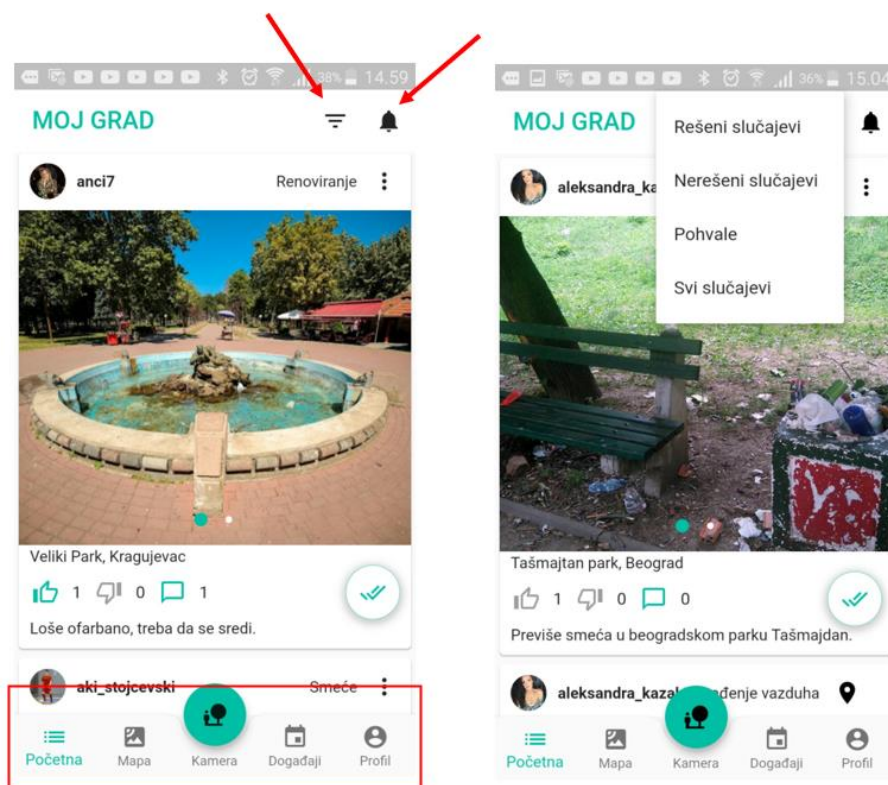 38% 14.59
MOJ GRAD
anci7 Renoviranje
Veliki Park, Kragujevac
1 0 1
Loše ofarbano, treba da se sredi.
aki_stojcevski Smeće
Početna Mapa Kamera Događaji Profil
36% 15.04
MOJ GRAD
Rešeni slučajevi
Nerešeni slučajevi
Pohvale
Svi slučajevi
aleksandra_ka
Tašmajtan park, Beograd
1 0 0
Previše smeća u beogradskom parku Tašmajdan.
aleksandra_kazal đenje vazduha
Početna Mapa Kamera Događaji Profil